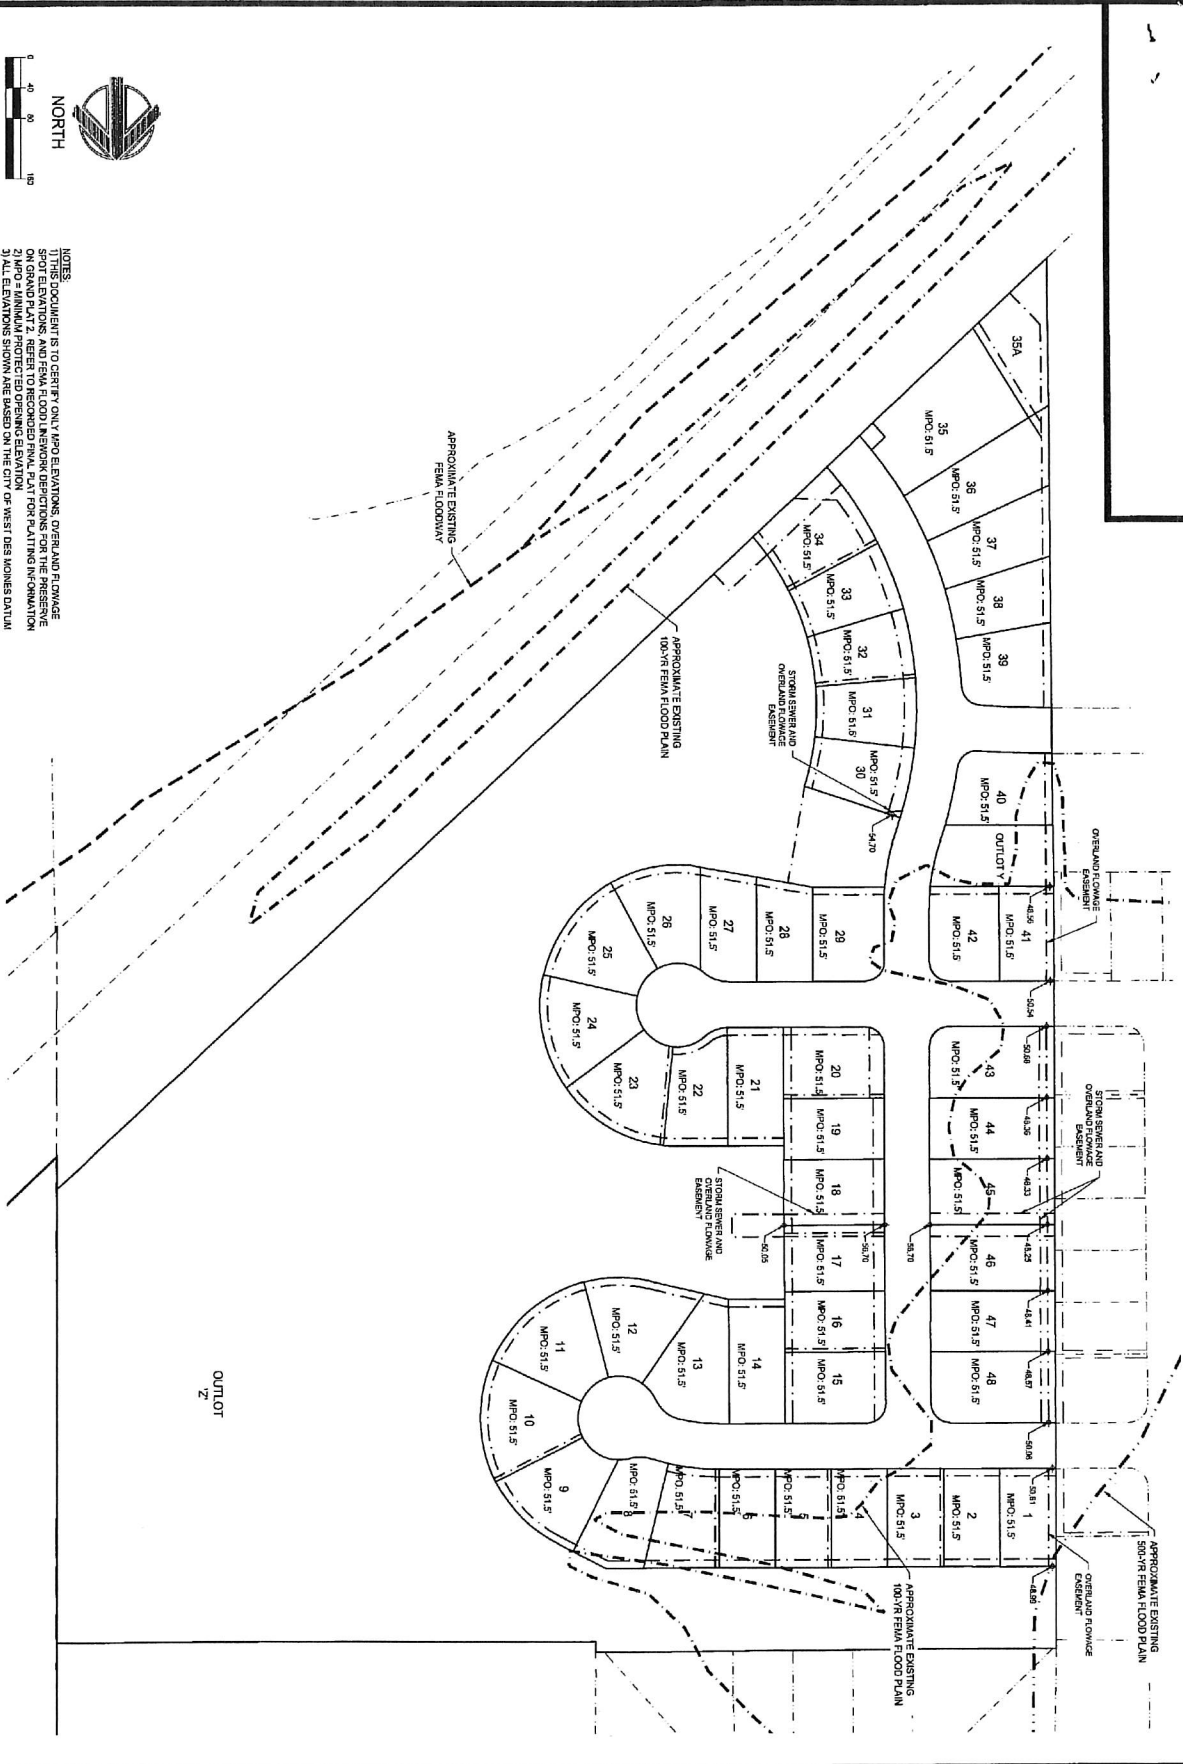 NORTH
0 40 80 160
NOTES:
1) THIS DOCUMENT IS TO CERTIFY ONLY MPO ELEVATIONS, OVERLAND FLOWAGE
SPOT ELEVATIONS, AND FEMA FLOOD LINEWORK DEPICTIONS FOR THE PRESERVE
ON GRAND PLAT 2. REFER TO RECORDED FINAL PLAT FOR PLATTING INFORMATION
2) MPO = MINIMUM PROTECTED OPENING ELEVATION
3) ALL ELEVATIONS SHOWN ARE BASED ON THE CITY OF WEST DES MOINES DATUM
35A
35
MPO: 51.5'
36
MPO: 51.5'
37
MPO: 51.5'
38
MPO: 51.5'
39
MPO: 51.5'
34
MPO: 51.5'
33
MPO: 51.5'
32
MPO: 51.5'
31
MPO: 51.5'
30
MPO: 51.5'
APPROXIMATE EXISTING
FEMA FLOODWAY
APPROXIMATE EXISTING
100-YR FEMA FLOOD PLAIN
STORM SEWER AND
OVERLAND FLOWAGE
EASEMENT
54.70
40
MPO: 51.5'
OUTLOT Y
OVERLAND FLOWAGE
EASEMENT
41
MPO: 51.5'
42
MPO: 51.5'
50.54
29
MPO: 51.5'
28
MPO: 51.5'
27
MPO: 51.5'
26
MPO: 51.5'
25
MPO: 51.5'
24
MPO: 51.5'
23
MPO: 51.5'
22
MPO: 51.5'
21
MPO: 51.5'
20
MPO: 51.5'
19
MPO: 51.5'
18
MPO: 51.5'
17
MPO: 51.5'
16
MPO: 51.5'
15
MPO: 51.5'
43
MPO: 51.5'
44
MPO: 51.5'
45
MPO: 51.5'
46
MPO: 51.5'
47
MPO: 51.5'
48
MPO: 51.5'
48.33
48.25
48.41
48.57
STORM SEWER AND
OVERLAND FLOWAGE
EASEMENT
STORM SEWER AND
OVERLAND FLOWAGE
EASEMENT
50.05
14
MPO: 51.5'
13
MPO: 51.5'
12
MPO: 51.5'
11
MPO: 51.5'
10
MPO: 51.5'
9
MPO: 51.5'
8
MPO: 51.5'
7
MPO: 51.5'
6
MPO: 51.5'
5
MPO: 51.5'
4
MPO: 51.5'
3
MPO: 51.5'
2
MPO: 51.5'
1
MPO: 51.5'
APPROXIMATE EXISTING
500-YR FEMA FLOOD PLAIN
OVERLAND FLOWAGE
EASEMENT
APPROXIMATE EXISTING
100-YR FEMA FLOOD PLAIN
OUTLOT
'Z'